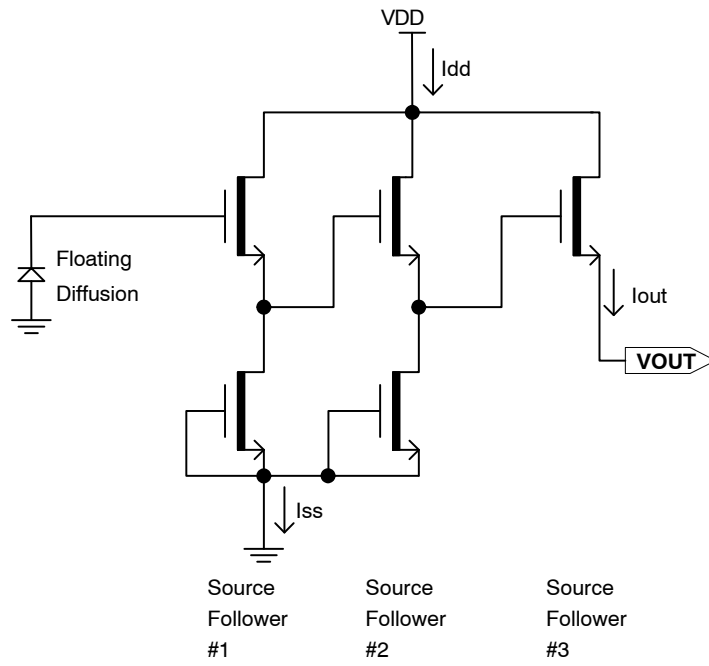 VDD
Idd
Floating
Diffusion
Iout
VOUT
Iss
Source
Follower
#1
Source
Follower
#2
Source
Follower
#3